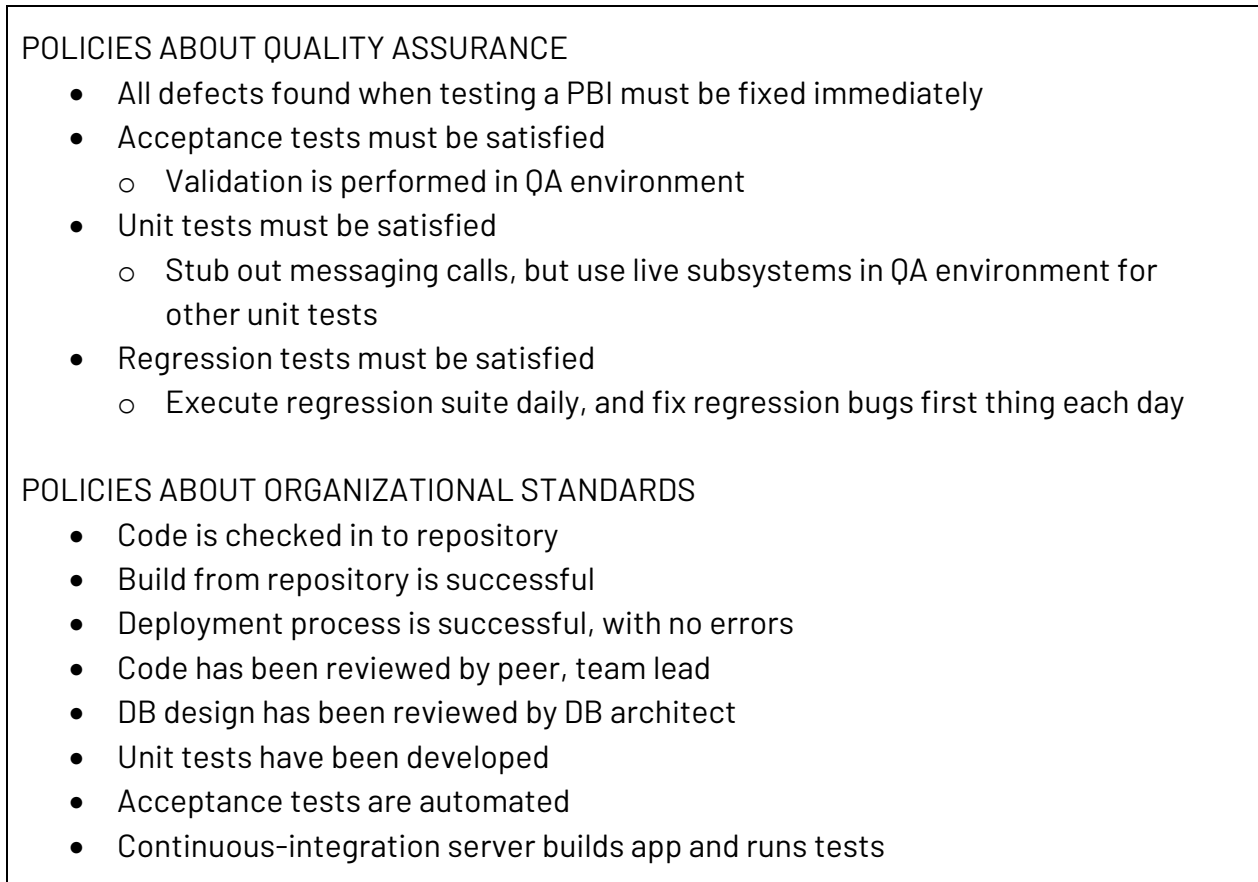 POLICIES ABOUT QUALITY ASSURANCE
• All defects found when testing a PBI must be fixed immediately
• Acceptance tests must be satisfied
o Validation is performed in QA environment
• Unit tests must be satisfied
o Stub out messaging calls, but use live subsystems in QA environment for
other unit tests
• Regression tests must be satisfied
o Execute regression suite daily, and fix regression bugs first thing each day
POLICIES ABOUT ORGANIZATIONAL STANDARDS
• Code is checked in to repository
• Build from repository is successful
• Deployment process is successful, with no errors
• Code has been reviewed by peer, team lead
• DB design has been reviewed by DB architect
• Unit tests have been developed
• Acceptance tests are automated
• Continuous-integration server builds app and runs tests